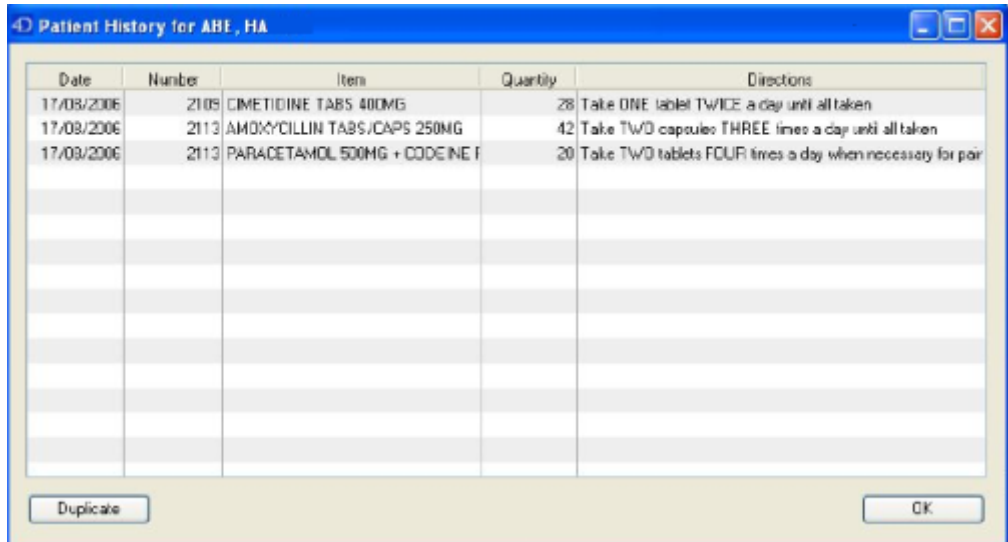 4D Patient History for ABE, HA
Date Number Item Quantity Directions
17/08/2006 2109 CIMETIDINE TABS 400MG 28 Take ONE tablet TWICE a day until all taken
17/08/2006 2113 AMOXYCILLIN TABS/CAPS 250MG 42 Take TWO capsules THREE times a day until all taken
17/08/2006 2113 PARACETAMOL 500MG + CODEINE F 20 Take TWO tablets FOUR times a day when necessary for pain
Duplicate OK